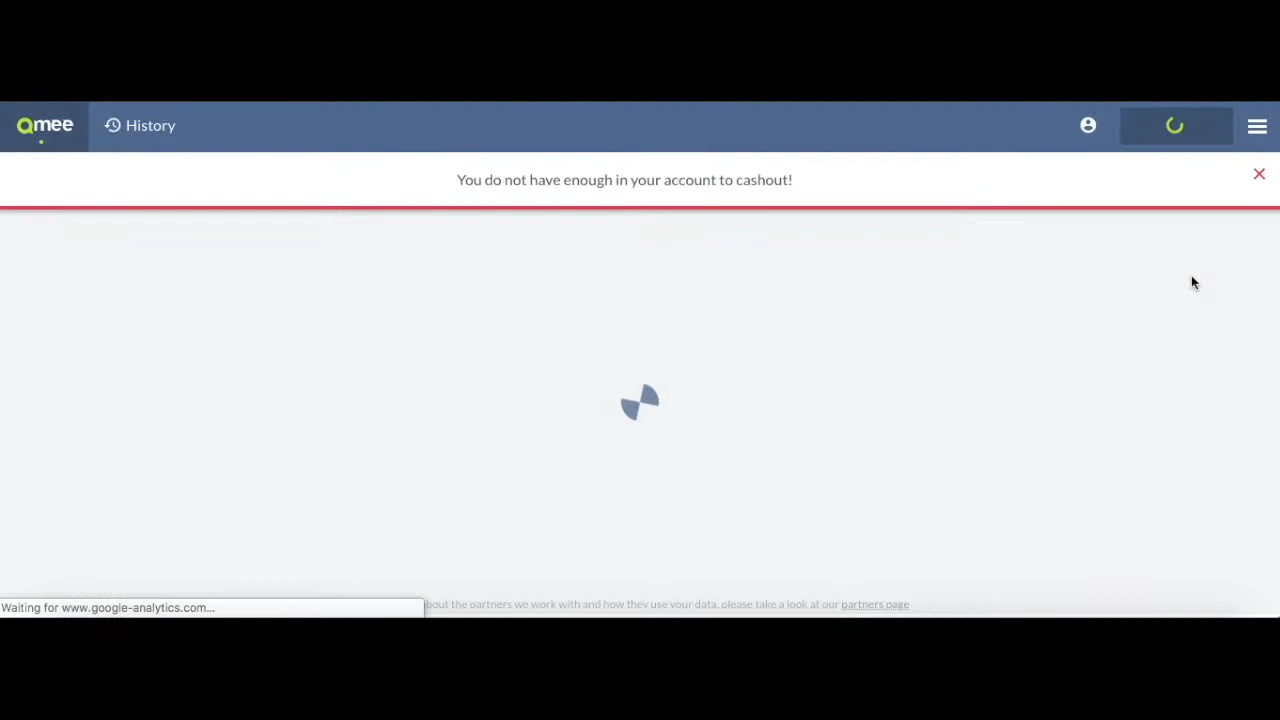 Qmee
History
You do not have enough in your account to cashout!
about the partners we work with and how they use your data, please take a look at our partners page
Waiting for www.google-analytics.com...